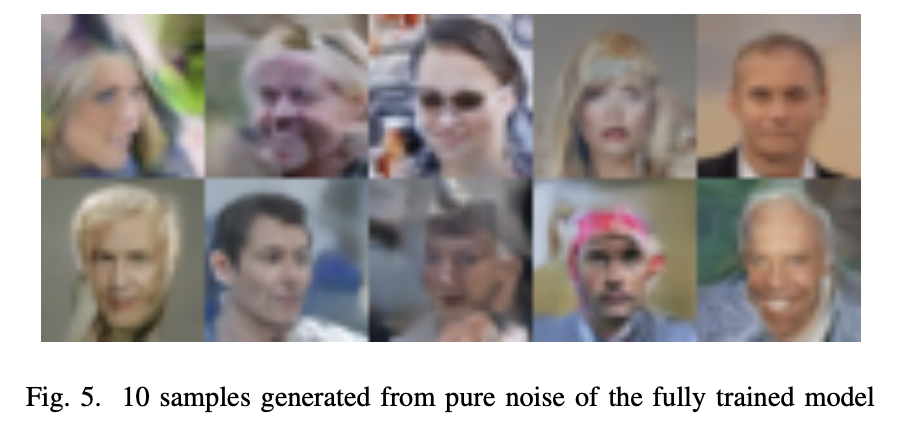 Fig. 5. 10 samples generated from pure noise of the fully trained model